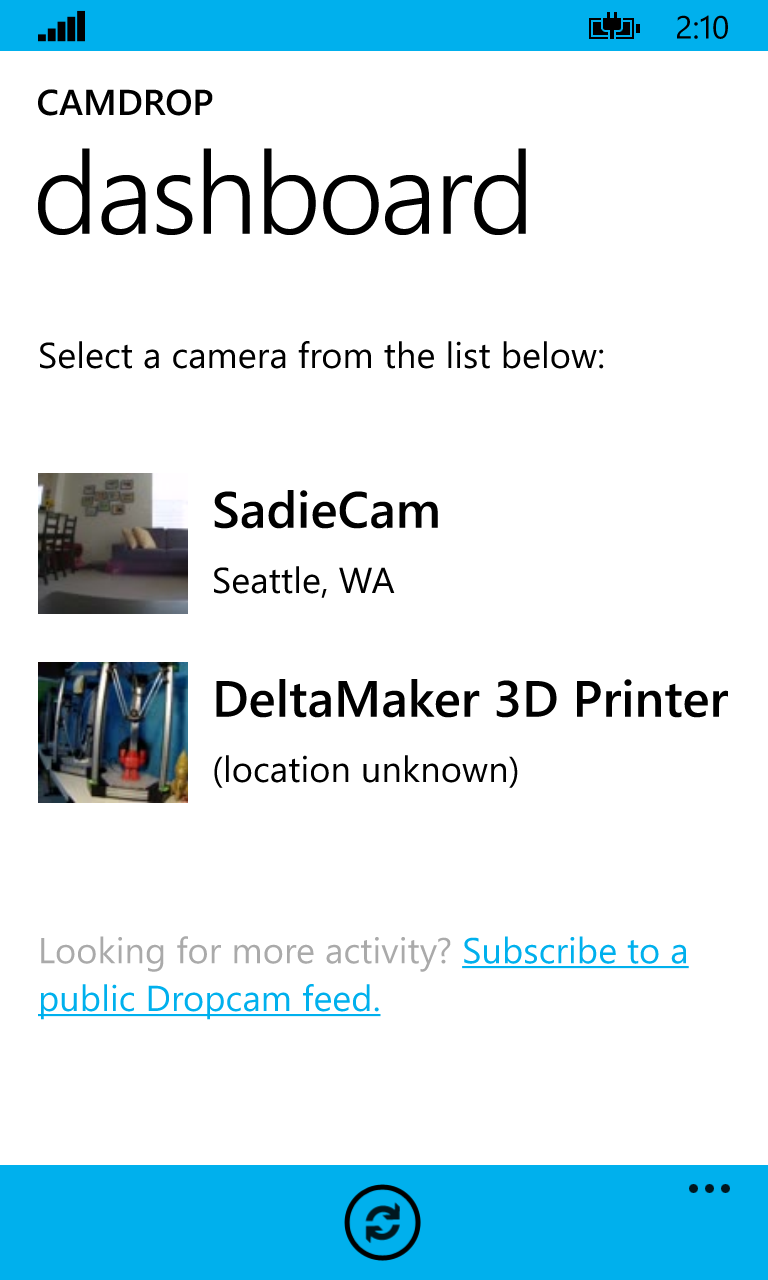 2:10
CAMDROP
dashboard
Select a camera from the list below:
SadieCam
Seattle, WA
DeltaMaker 3D Printer
(location unknown)
Looking for more activity? Subscribe to a
public Dropcam feed.